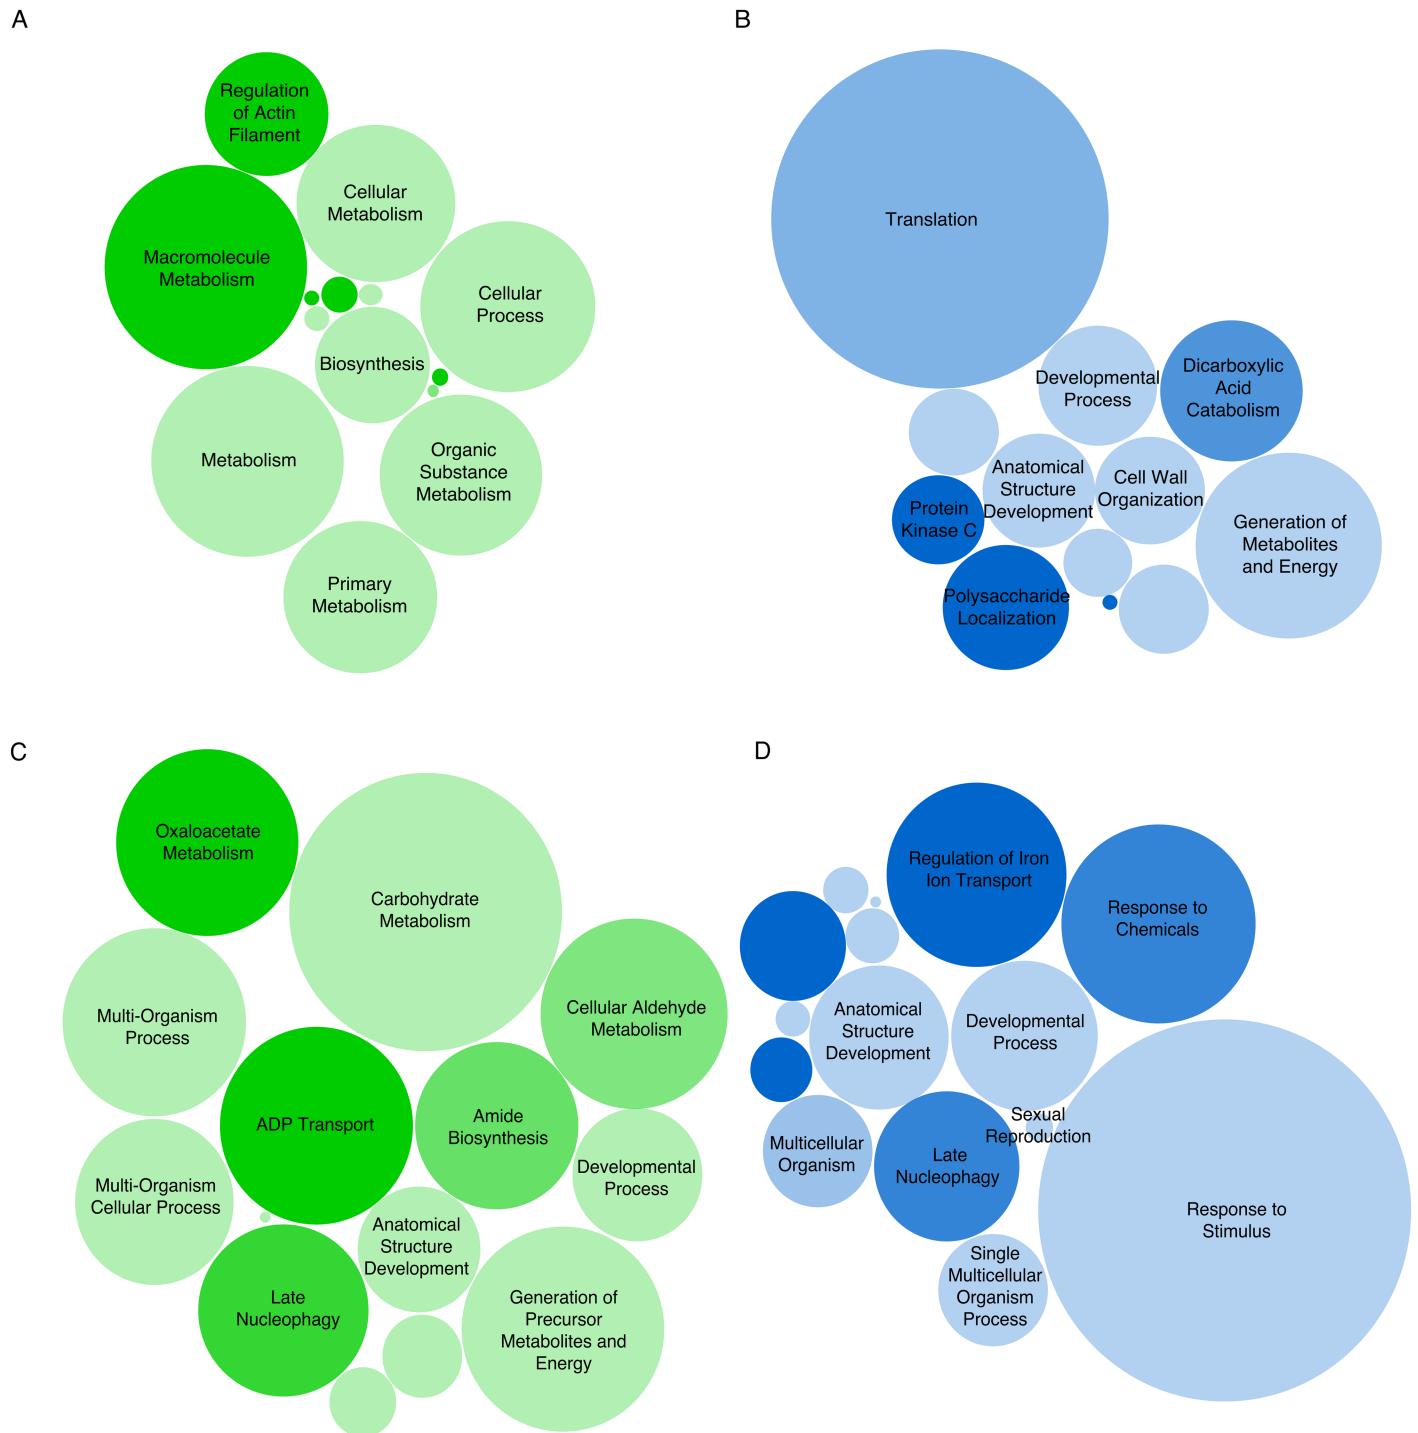 A
Regulation
of Actin
Filament
Cellular
Metabolism
Macromolecule
Metabolism
Cellular
Process
Biosynthesis
Metabolism
Organic
Substance
Metabolism
Primary
Metabolism
B
Translation
Developmental
Process
Dicarboxylic
Acid
Catabolism
Anatomical
Structure
Development
Cell Wall
Organization
Protein
Kinase C
Generation of
Metabolites
and Energy
Polysaccharide
Localization
C
Oxaloacetate
Metabolism
Carbohydrate
Metabolism
Multi-Organism
Process
Cellular Aldehyde
Metabolism
ADP Transport
Amide
Biosynthesis
Developmental
Process
Multi-Organism
Cellular Process
Anatomical
Structure
Development
Late
Nucleophagy
Generation of
Precursor
Metabolites and
Energy
D
Regulation of Iron
Ion Transport
Response to
Chemicals
Anatomical
Structure
Development
Developmental
Process
Sexual
Reproduction
Multicellular
Organism
Late
Nucleophagy
Response to
Stimulus
Single
Multicellular
Organism
Process